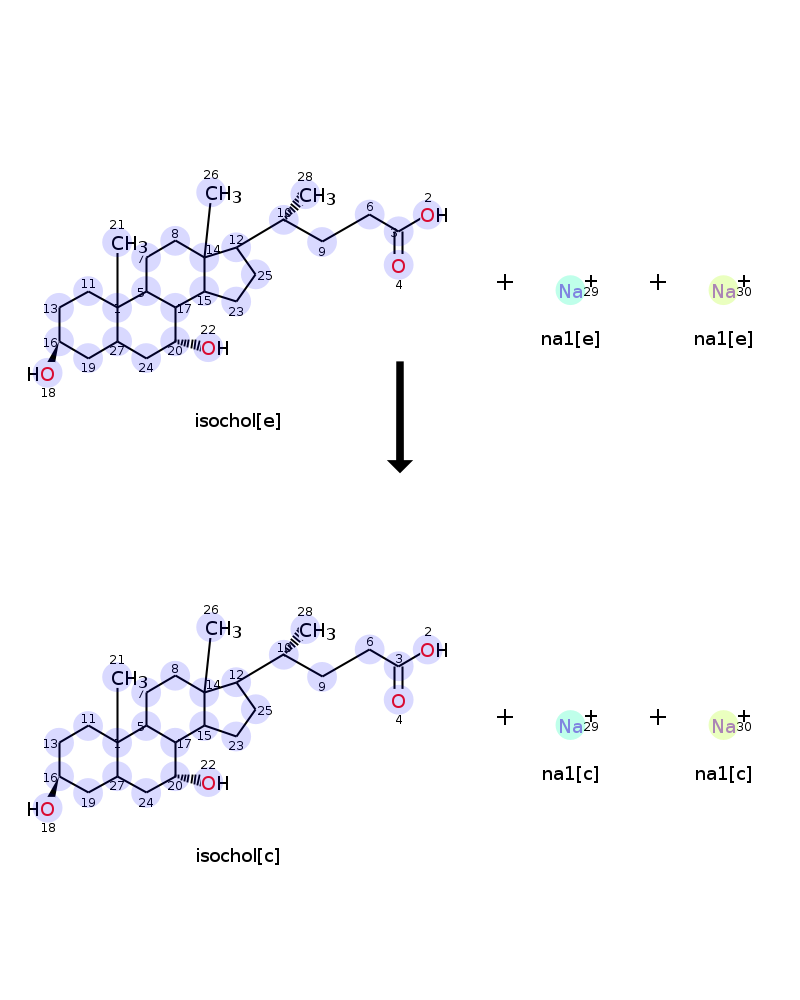 26
28
CH3
CH3
10
6
2
OH
3
21
CH3
8
14
12
9
O
4
7
11
5
25
+
Na+
29
+
Na+
30
13
1
17
15
23
na1[e]
na1[e]
16
27
20
22
OH
19
24
HO
18
isochol[e]
26
28
CH3
CH3
10
6
2
OH
3
21
CH3
8
14
12
9
O
4
7
11
5
25
+
Na+
29
+
Na+
30
13
1
17
15
23
na1[c]
na1[c]
16
27
20
22
OH
19
24
HO
18
isochol[c]